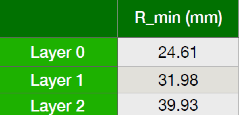 R_min (mm)
Layer 0 24.61
Layer 1 31.98
Layer 2 39.93